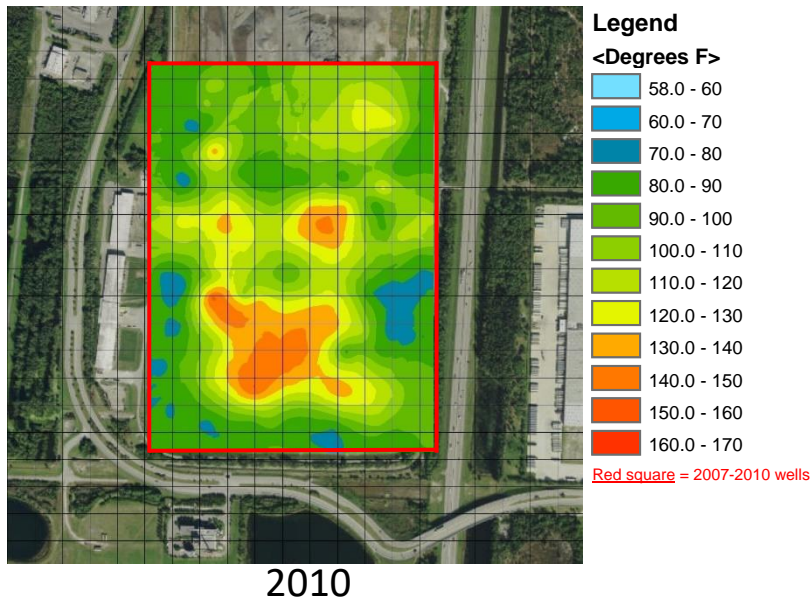 Legend
<Degrees F>
58.0 - 60
60.0 - 70
70.0 - 80
80.0 - 90
90.0 - 100
100.0 - 110
110.0 - 120
120.0 - 130
130.0 - 140
140.0 - 150
150.0 - 160
160.0 - 170
Red square = 2007-2010 wells
2010